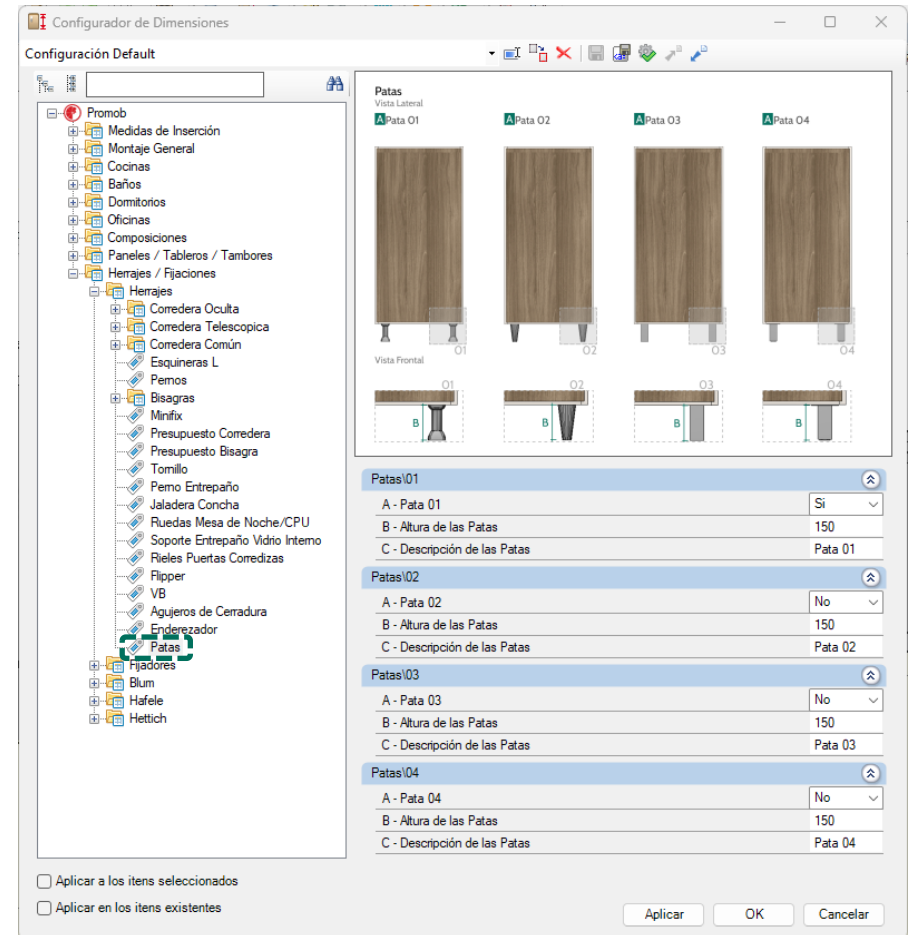 Configurador de Dimensiones
Configuración Default
Promob
Medidas de Inserción
Montaje General
Cocinas
Baños
Dormitorios
Oficinas
Composiciones
Paneles / Tableros / Tambores
Herrajes / Fijaciones
Herrajes
Corredera Oculta
Corredera Telescopica
Corredera Común
Esquineras L
Pernos
Bisagras
Minifix
Presupuesto Corredera
Presupuesto Bisagra
Tornillo
Perno Entrepaño
Jaladera Concha
Ruedas Mesa de Noche/CPU
Soporte Entrepaño Vidrio Interno
Rieles Puertas Corredizas
Flipper
VB
Agujeros de Cerradura
Enderezador
Patas
Fijadores
Blum
Hafele
Hettich
Patas
Vista Lateral
A Pata 01 A Pata 02 A Pata 03 A Pata 04
01 02 03 04
Vista Frontal
01 02 03 04
B B B B
Patas\01
A - Pata 01 Si
B - Altura de las Patas 150
C - Descripción de las Patas Pata 01
Patas\02
A - Pata 02 No
B - Altura de las Patas 150
C - Descripción de las Patas Pata 02
Patas\03
A - Pata 03 No
B - Altura de las Patas 150
C - Descripción de las Patas Pata 03
Patas\04
A - Pata 04 No
B - Altura de las Patas 150
C - Descripción de las Patas Pata 04
Aplicar a los itens seleccionados
Aplicar en los itens existentes
Aplicar OK Cancelar